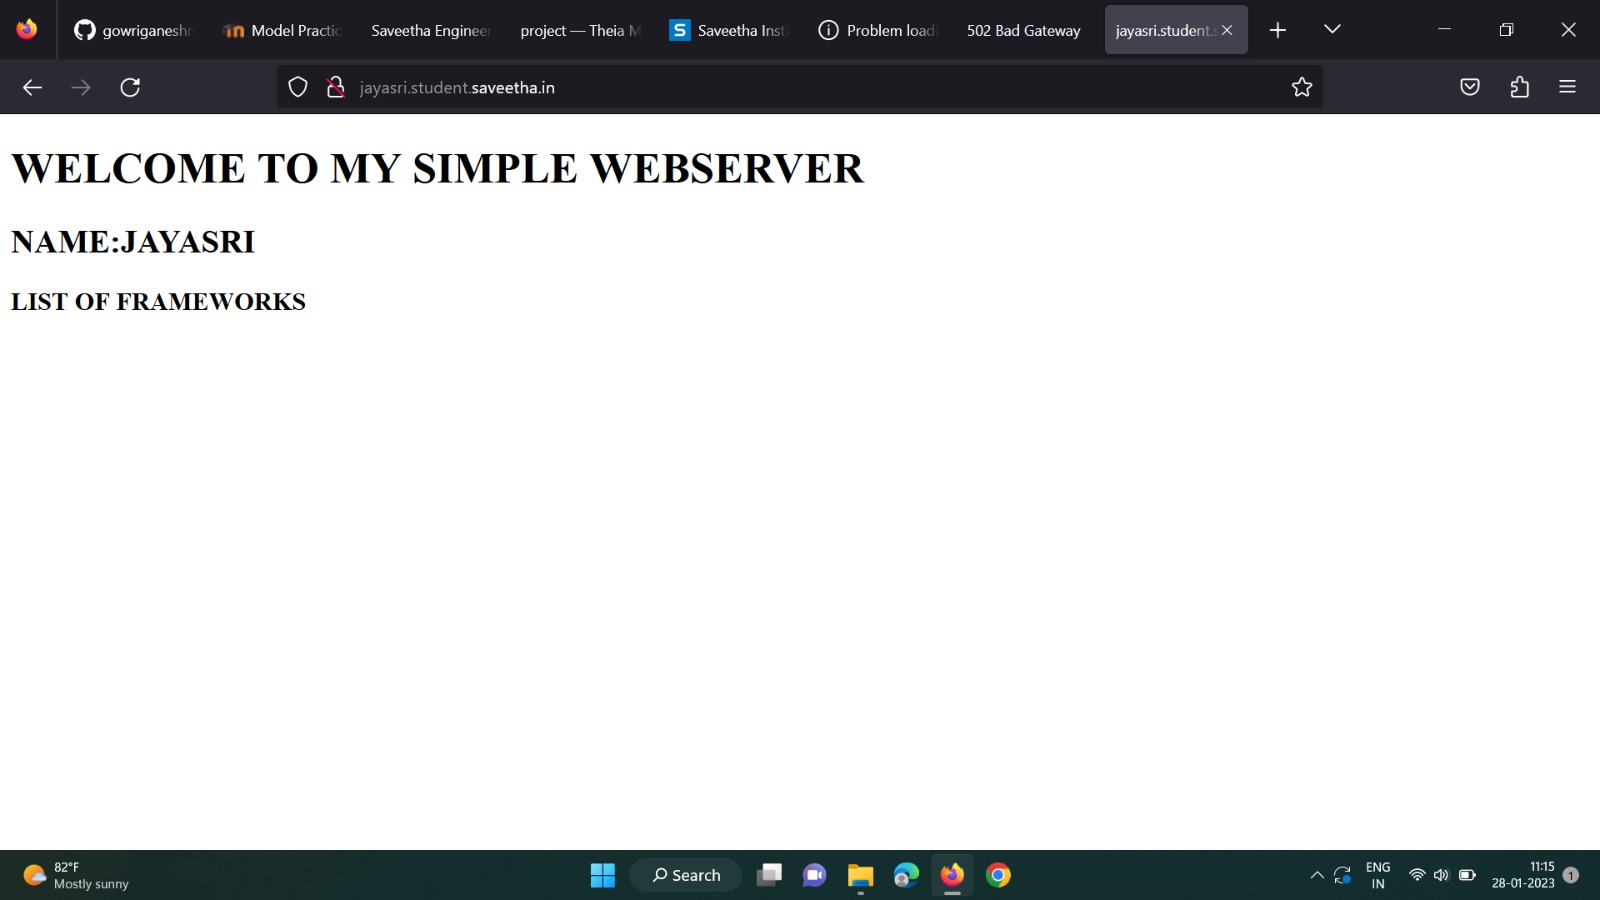 gowriganeshr
Model Practic
Saveetha Engineer
project — Theia M
S
Saveetha Insti
Problem loadi
502 Bad Gateway
jayasri.student.s
jayasri.student.saveetha.in
WELCOME TO MY SIMPLE WEBSERVER
NAME:JAYASRI
LIST OF FRAMEWORKS
82°F
Mostly sunny
Search
ENG
IN
11:15
28-01-2023
1